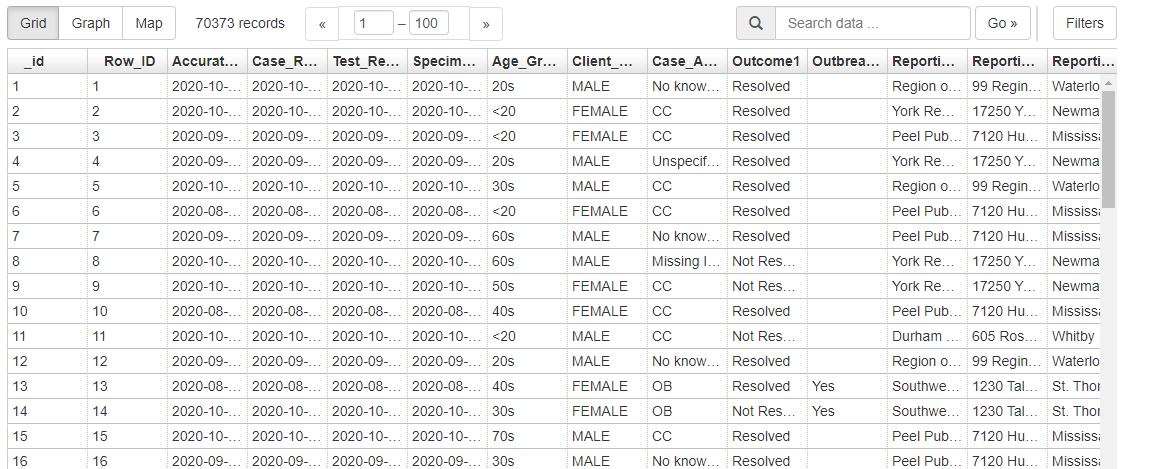 Grid Graph Map 70373 records « 1 – 100 » Search data ... Go » Filters
_id Row_ID Accurat... Case_R... Test_Re... Specim... Age_Gr... Client_... Case_A... Outcome1 Outbrea... Reporti... Reporti... Reporti...
1 1 2020-10-... 2020-10-... 2020-10-... 2020-10-... 20s MALE No know... Resolved Region o... 99 Regin... Waterlo
2 2 2020-10-... 2020-10-... 2020-10-... 2020-10-... <20 FEMALE CC Resolved York Re... 17250 Y... Newma
3 3 2020-09-... 2020-09-... 2020-09-... 2020-09-... <20 FEMALE CC Resolved Peel Pub... 7120 Hu... Mississa
4 4 2020-09-... 2020-09-... 2020-09-... 2020-09-... 20s MALE Unspecif... Resolved York Re... 17250 Y... Newma
5 5 2020-10-... 2020-10-... 2020-10-... 2020-10-... 30s MALE CC Resolved Region o... 99 Regin... Waterlo
6 6 2020-08-... 2020-08-... 2020-08-... 2020-08-... <20 FEMALE CC Resolved Peel Pub... 7120 Hu... Mississa
7 7 2020-09-... 2020-09-... 2020-09-... 2020-09-... 60s MALE No know... Resolved Peel Pub... 7120 Hu... Mississa
8 8 2020-10-... 2020-10-... 2020-10-... 2020-10-... 60s MALE Missing I... Not Res... York Re... 17250 Y... Newma
9 9 2020-10-... 2020-10-... 2020-10-... 2020-10-... 50s FEMALE CC Not Res... York Re... 17250 Y... Newma
10 10 2020-08-... 2020-08-... 2020-08-... 2020-08-... 40s FEMALE CC Resolved Peel Pub... 7120 Hu... Mississa
11 11 2020-10-... 2020-10-... 2020-10-... 2020-10-... <20 MALE CC Not Res... Durham ... 605 Ros... Whitby
12 12 2020-09-... 2020-09-... 2020-09-... 2020-09-... 20s MALE No know... Resolved Region o... 99 Regin... Waterlo
13 13 2020-08-... 2020-08-... 2020-08-... 2020-08-... 40s FEMALE OB Resolved Yes Southwe... 1230 Tal... St. Thor
14 14 2020-10-... 2020-10-... 2020-10-... 2020-10-... 30s FEMALE OB Not Res... Yes Southwe... 1230 Tal... St. Thor
15 15 2020-10-... 2020-10-... 2020-10-... 2020-10-... 70s MALE CC Resolved Peel Pub... 7120 Hu... Mississa
16 16 2020-09-... 2020-09-... 2020-09-... 2020-09-... 30s MALE No know... Resolved Peel Pub... 7120 Hu... Mississa